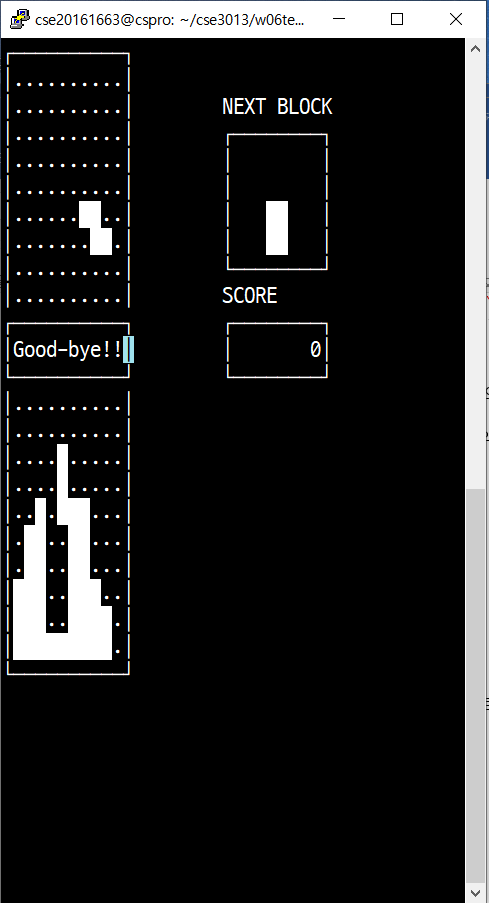 cse20161663@cspro: ~/cse3013/w06te...
NEXT BLOCK
SCORE
Good-bye!!
0